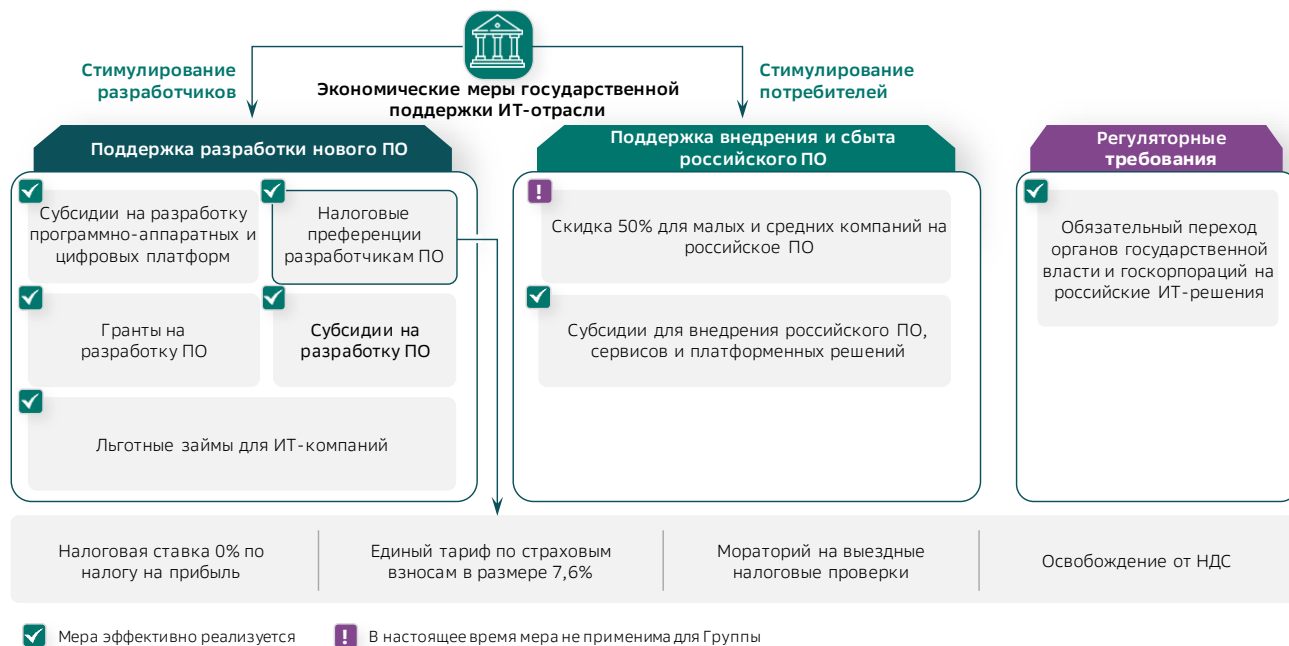 Стимулирование
разработчиков
Экономические меры государственной
поддержки ИТ-отрасли
Стимулирование
потребителей
Поддержка разработки нового ПО
Субсидии на разработку
программно-аппаратных и
цифровых платформ
Налоговые
преференции
разработчикам ПО
Гранты на
разработку ПО
Субсидии на
разработку ПО
Льготные займы для ИТ-компаний
Поддержка внедрения и сбыта
российского ПО
Скидка 50% для малых и средних компаний на
российское ПО
Субсидии для внедрения российского ПО,
сервисов и платформенных решений
Регуляторные
требования
Обязательный переход
органов государственной
власти и госкорпораций на
российские ИТ-решения
Налоговая ставка 0% по
налогу на прибыль
Единый тариф по страховым
взносам в размере 7,6%
Мораторий на выездные
налоговые проверки
Освобождение от НДС
Мера эффективно реализуется
В настоящее время мера не применима для Группы